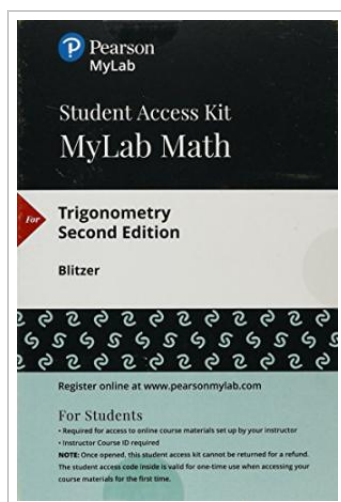 Pearson
MyLab
Student Access Kit
MyLab Math
For
Trigonometry
Second Edition
Blitzer
Register online at www.pearsonmylab.com
For Students
• Required for access to online course materials set up by your instructor
• Instructor Course ID required
NOTE: Once opened, this student access kit cannot be returned for a refund.
The student access code inside is valid for one-time use when accessing your
course materials for the first time.